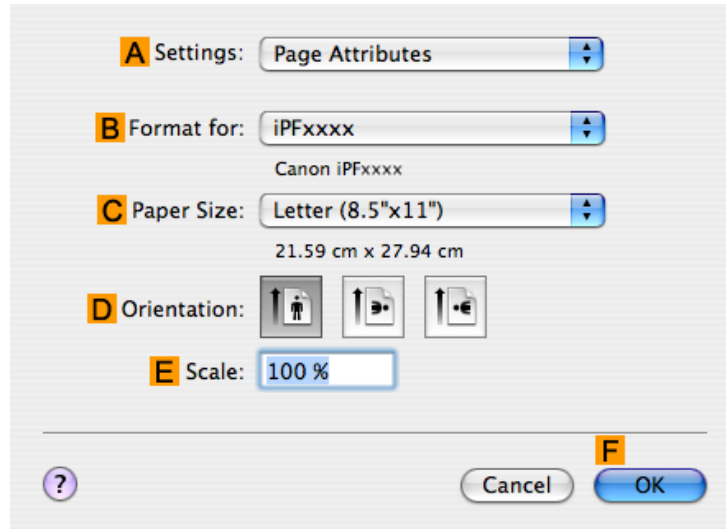 A Settings: Page Attributes
B Format for: iPFxxxx
Canon iPFxxxx
C Paper Size: Letter (8.5"x11")
21.59 cm x 27.94 cm
D Orientation:
E Scale: 100 %
F
? Cancel OK